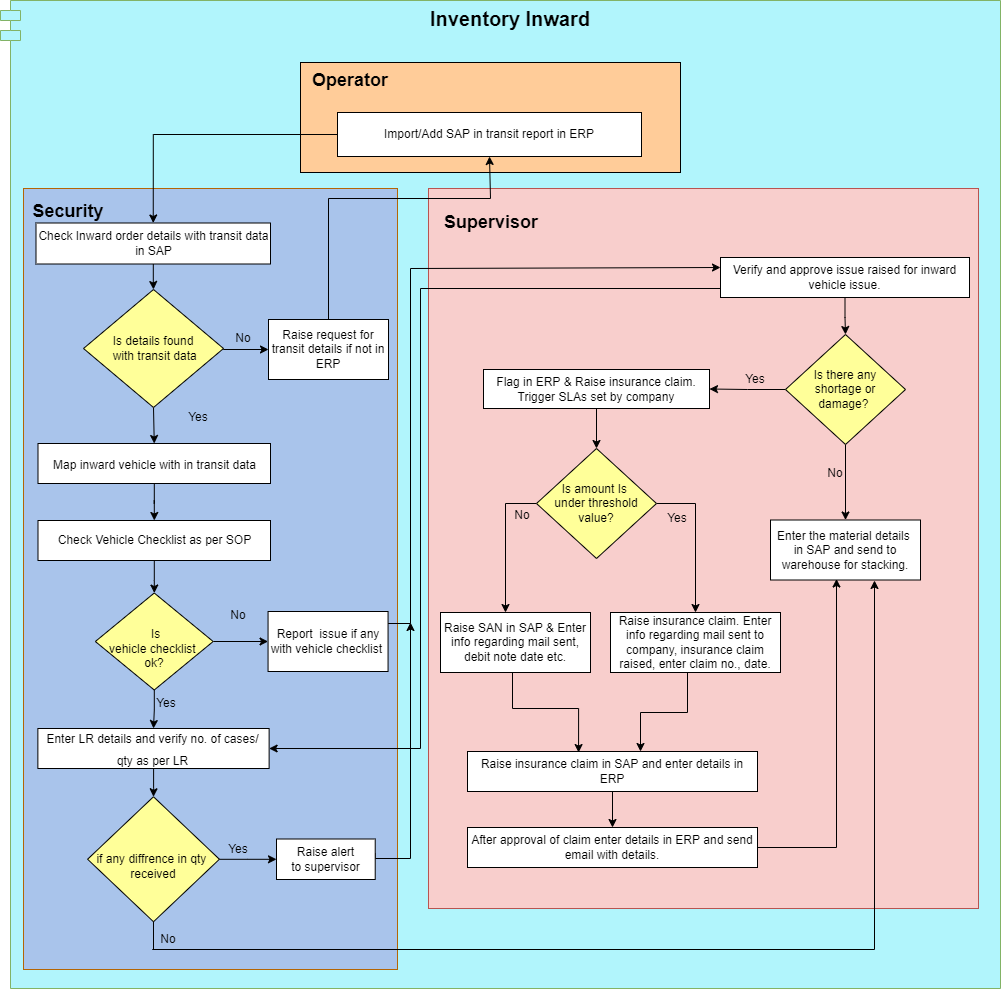 Inventory Inward
Operator
Import/Add SAP in transit report in ERP
Security
Check Inward order details with transit data
in SAP
Is details found
with transit data
No
Raise request for
transit details if not in
ERP
Yes
Map inward vehicle with in transit data
Check Vehicle Checklist as per SOP
Is
vehicle checklist
ok?
No
Report issue if any
with vehicle checklist
Yes
Enter LR details and verify no. of cases/
qty as per LR
if any diffrence in qty
received
Yes
Raise alert
to supervisor
No
Supervisor
Verify and approve issue raised for inward
vehicle issue.
Is there any
shortage or
damage?
Yes
Flag in ERP & Raise insurance claim.
Trigger SLAs set by company
No
Is amount Is
under threshold
value?
No
Yes
Enter the material details
in SAP and send to
warehouse for stacking.
Raise SAN in SAP & Enter
info regarding mail sent,
debit note date etc.
Raise insurance claim. Enter
info regarding mail sent to
company, insurance claim
raised, enter claim no., date.
Raise insurance claim in SAP and enter details in
ERP
After approval of claim enter details in ERP and send
email with details.